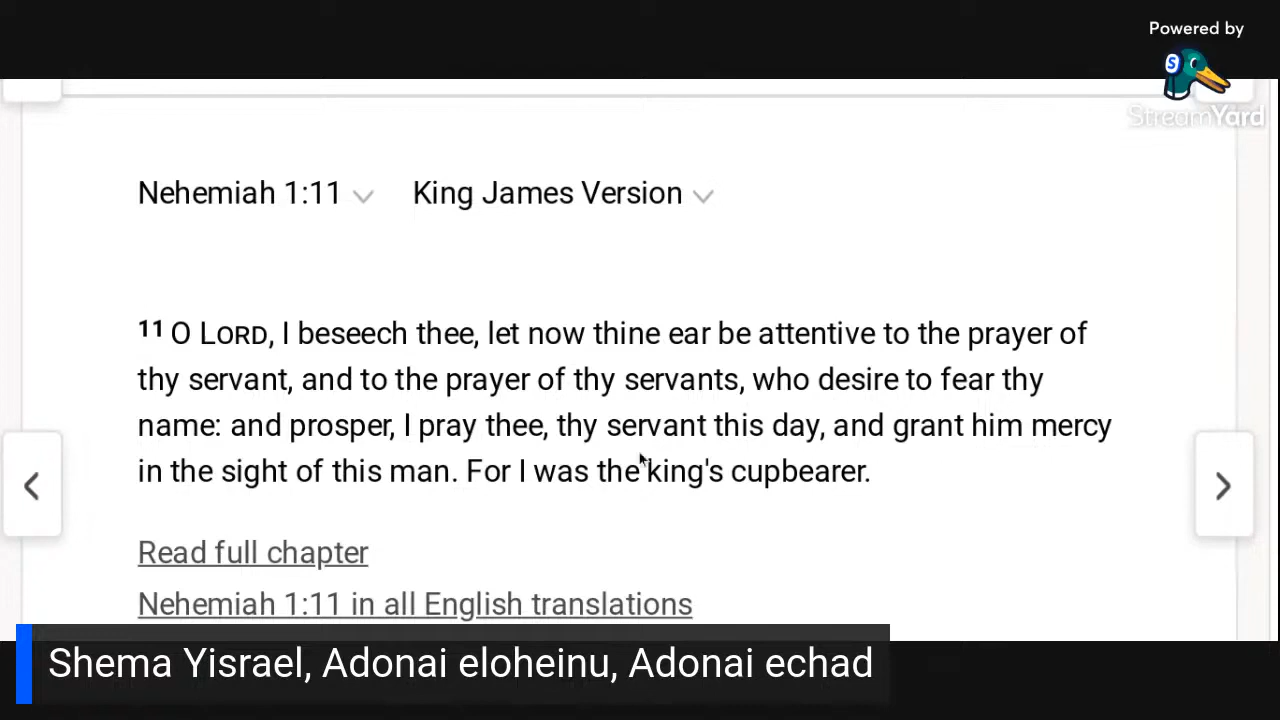 Powered by
S
StreamYard
Nehemiah 1:11 King James Version
11 O LORD, I beseech thee, let now thine ear be attentive to the prayer of
thy servant, and to the prayer of thy servants, who desire to fear thy
name: and prosper, I pray thee, thy servant this day, and grant him mercy
in the sight of this man. For I was the king's cupbearer.
Read full chapter
Nehemiah 1:11 in all English translations
Shema Yisrael, Adonai eloheinu, Adonai echad